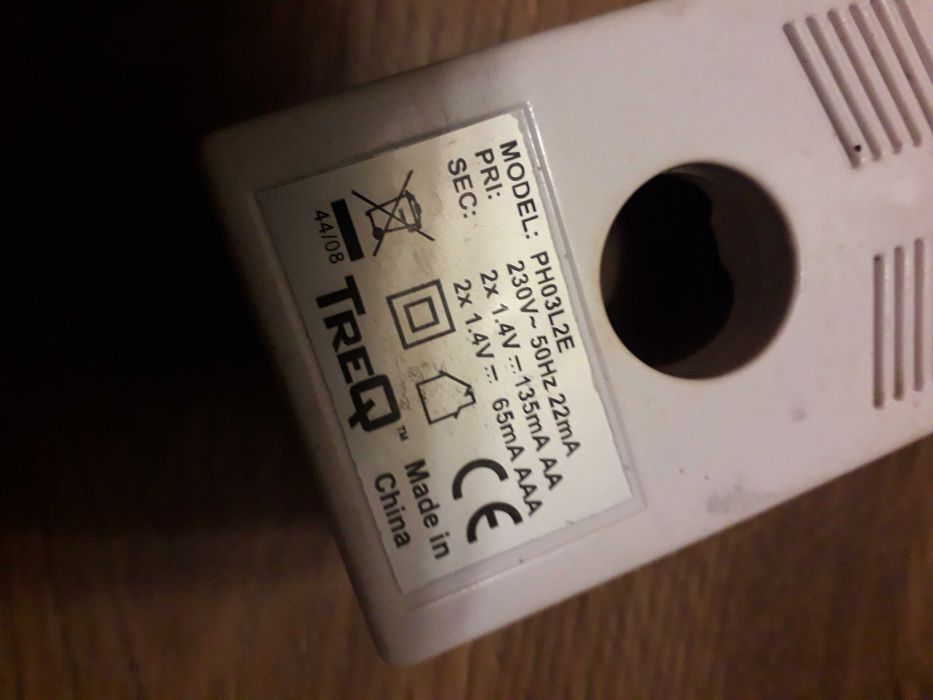 MODEL: PH03L2E
PRI: 230V~ 50Hz 22mA
SEC: 2x 1.4V⎓135mA AA
2x 1.4V⎓ 65mA AAA
CE
44/08
TREQ™
Made in
China